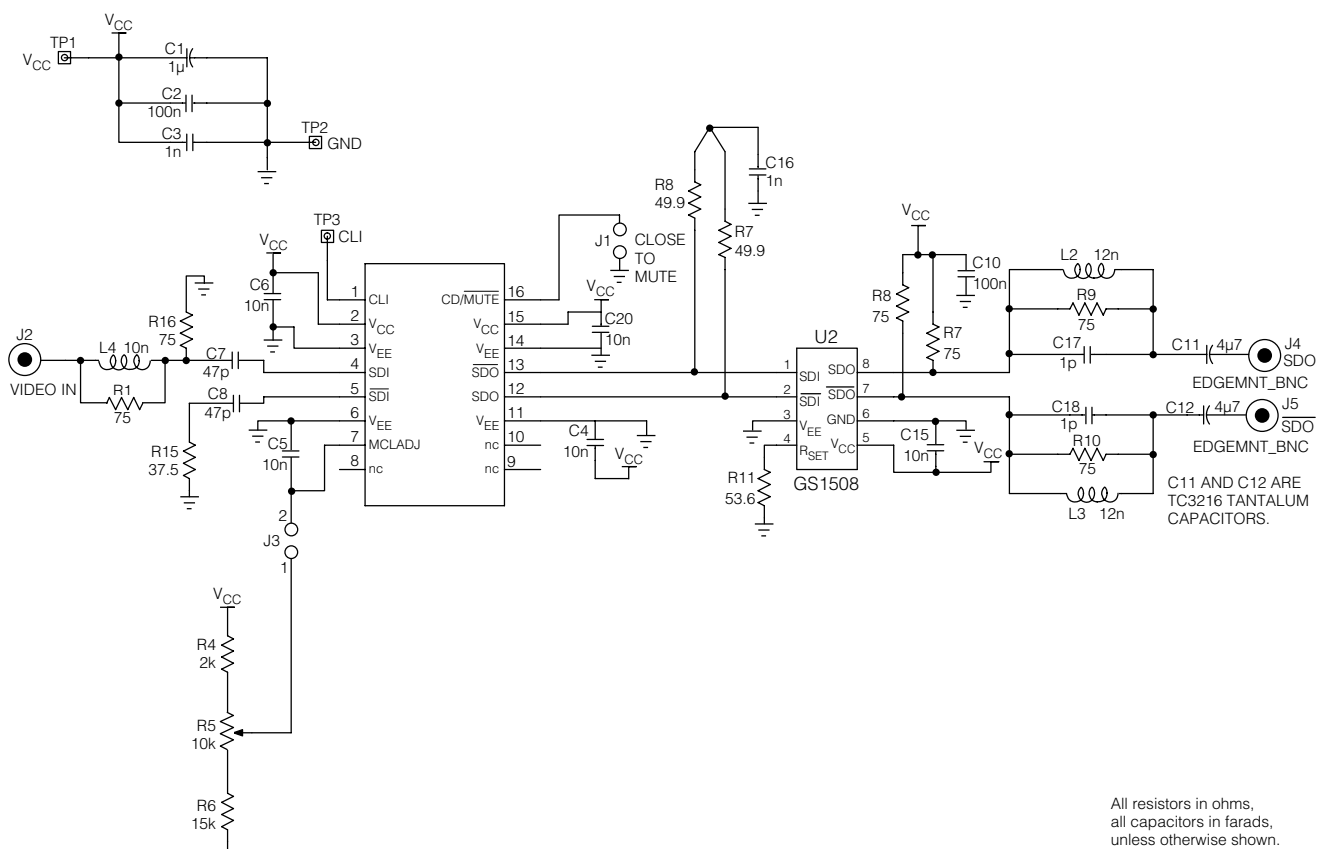 VCC
TP1
VCC
C1
1µ
C2
100n
C3
1n
TP2
GND
C16
1n
R8
49.9
R7
49.9
TP3
CLI
J1
CLOSE
TO
MUTE
VCC
C6
10n
VCC
C20
10n
1
CLI
2
VCC
3
VEE
4
SDI
5
SDI
6
VEE
7
MCLADJ
8
nc
16
CD/MUTE
15
VCC
14
VEE
13
SDO
12
SDO
11
VEE
10
nc
9
nc
J2
VIDEO IN
L4 10n
R1
75
R16
75
C7
47p
C8
47p
R15
37.5
C5
10n
C4
10n
VCC
2
J3
1
VCC
R4
2k
R5
10k
R6
15k
U2
1
SDI
2
SDI
3
VEE
4
RSET
SDO
8
SDO
7
GND
6
VCC
5
GS1508
R11
53.6
VCC
C10
100n
R8
75
R7
75
C15
10n
VCC
L2 12n
R9
75
C17
1p
C11 4µ7
J4
SDO
EDGEMNT_BNC
C18
1p
C12 4µ7
J5
SDO
EDGEMNT_BNC
R10
75
L3 12n
C11 AND C12 ARE
TC3216 TANTALUM
CAPACITORS.
All resistors in ohms,
all capacitors in farads,
unless otherwise shown.